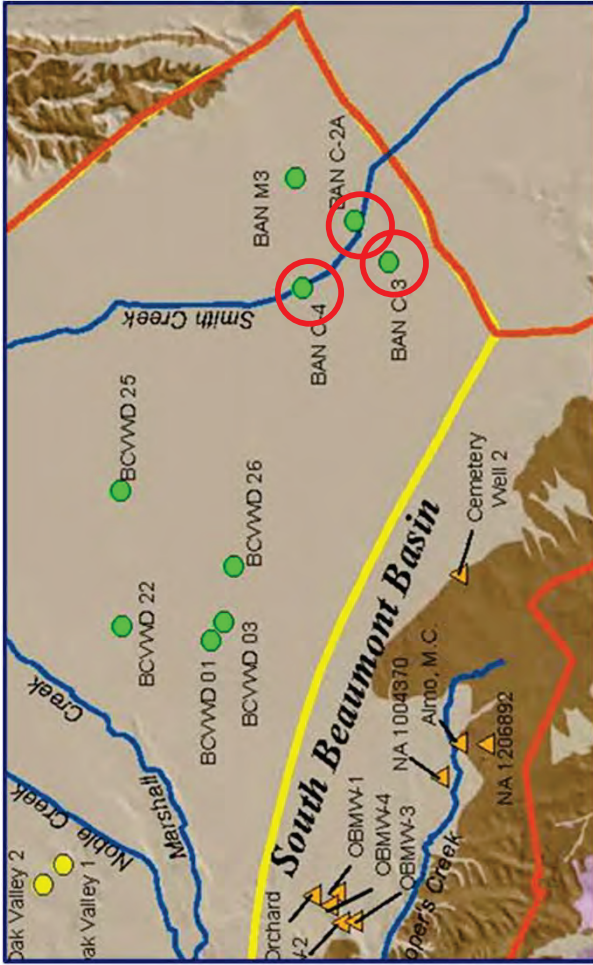 Oak Valley 2
Oak Valley 1
Noble Creek
Creek
Marshall
BCVWD 22
BCVWD 25
BCVWD 01
BCVWD 03
BCVWD 26
Smith Creek
BAN M3
BAN C-2A
BAN C-4
BAN C-3
South Beaumont Basin
Cemetery
Well 2
Orchard
OBMW-1
OBMW-4
OBMW-3
NA 1004370
Almo, M.C.
NA 1206892
Creek